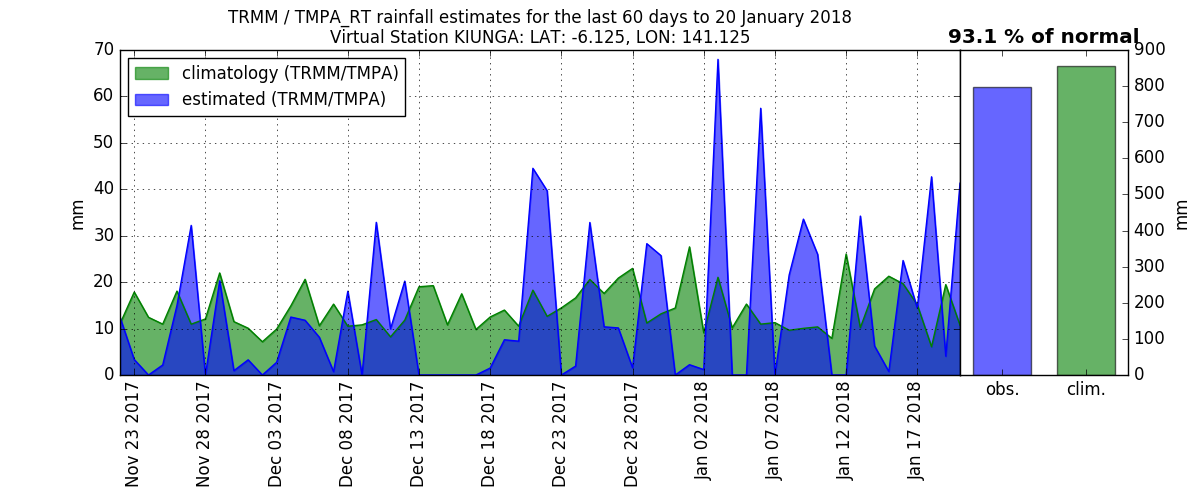 TRMM / TMPA_RT rainfall estimates for the last 60 days to 20 January 2018
Virtual Station KIUNGA: LAT: -6.125, LON: 141.125
93.1 % of normal
climatology (TRMM/TMPA)
estimated (TRMM/TMPA)
70
60
50
40
30
20
10
0
mm
Nov 23 2017
Nov 28 2017
Dec 03 2017
Dec 08 2017
Dec 13 2017
Dec 18 2017
Dec 23 2017
Dec 28 2017
Jan 02 2018
Jan 07 2018
Jan 12 2018
Jan 17 2018
900
800
700
600
500
400
300
200
100
0
mm
obs.
clim.